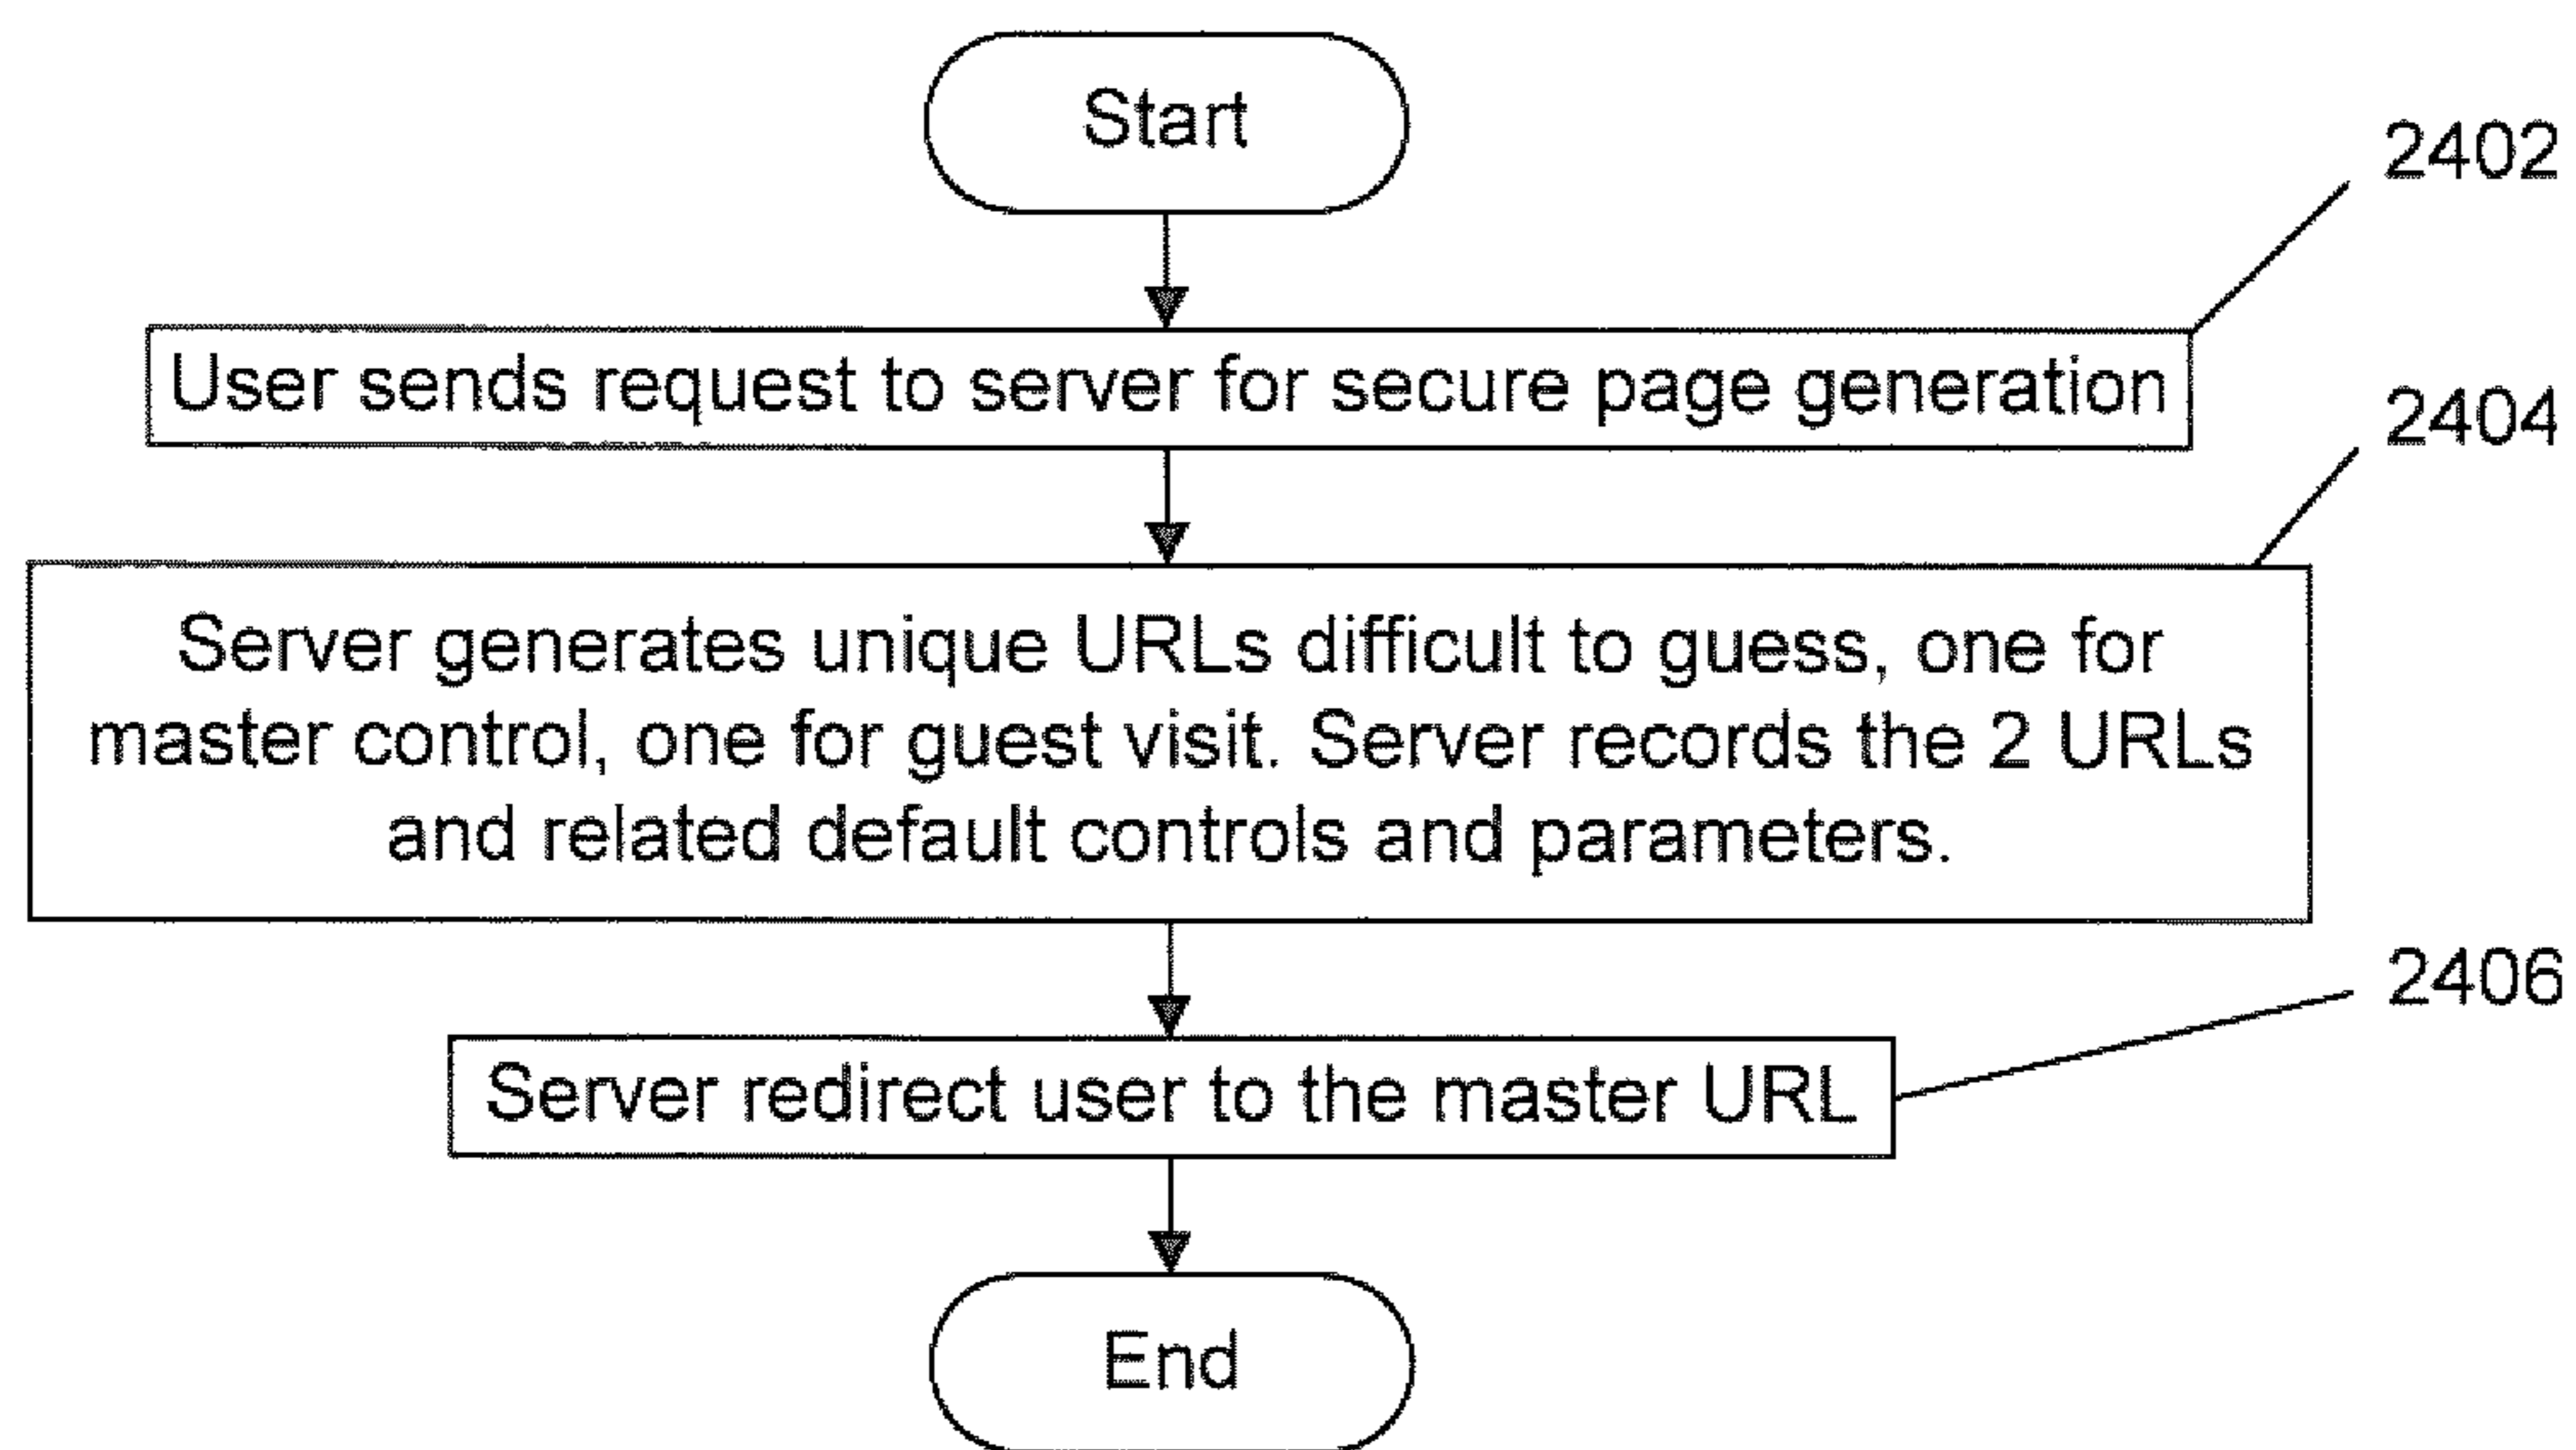 Start
2402
User sends request to server for secure page generation
2404
Server generates unique URLs difficult to guess, one for
master control, one for guest visit. Server records the 2 URLs
and related default controls and parameters.
2406
Server redirect user to the master URL
End